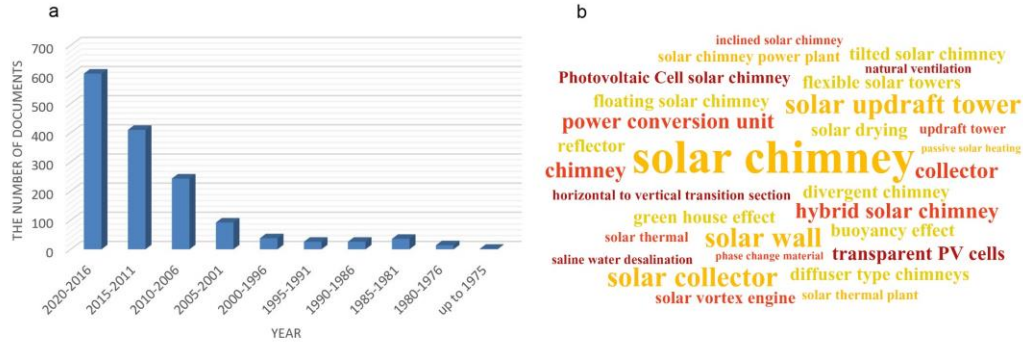 a
THE NUMBER OF DOCUMENTS
700
600
500
400
300
200
100
0
2020-2016
2015-2011
2010-2006
2005-2001
2000-1996
1995-1991
1990-1986
1985-1981
1980-1976
up to 1975
YEAR
b
inclined solar chimney
solar chimney power plant
tilted solar chimney
Photovoltaic Cell solar chimney
natural ventilation
flexible solar towers
floating solar chimney
solar updraft tower
power conversion unit
solar drying
updraft tower
reflector
solar chimney
passive solar heating
chimney
collector
horizontal to vertical transition section
divergent chimney
green house effect
hybrid solar chimney
solar thermal
solar wall
buoyancy effect
saline water desalination
phase change material
transparent PV cells
solar collector
diffuser type chimneys
solar vortex engine
solar thermal plant